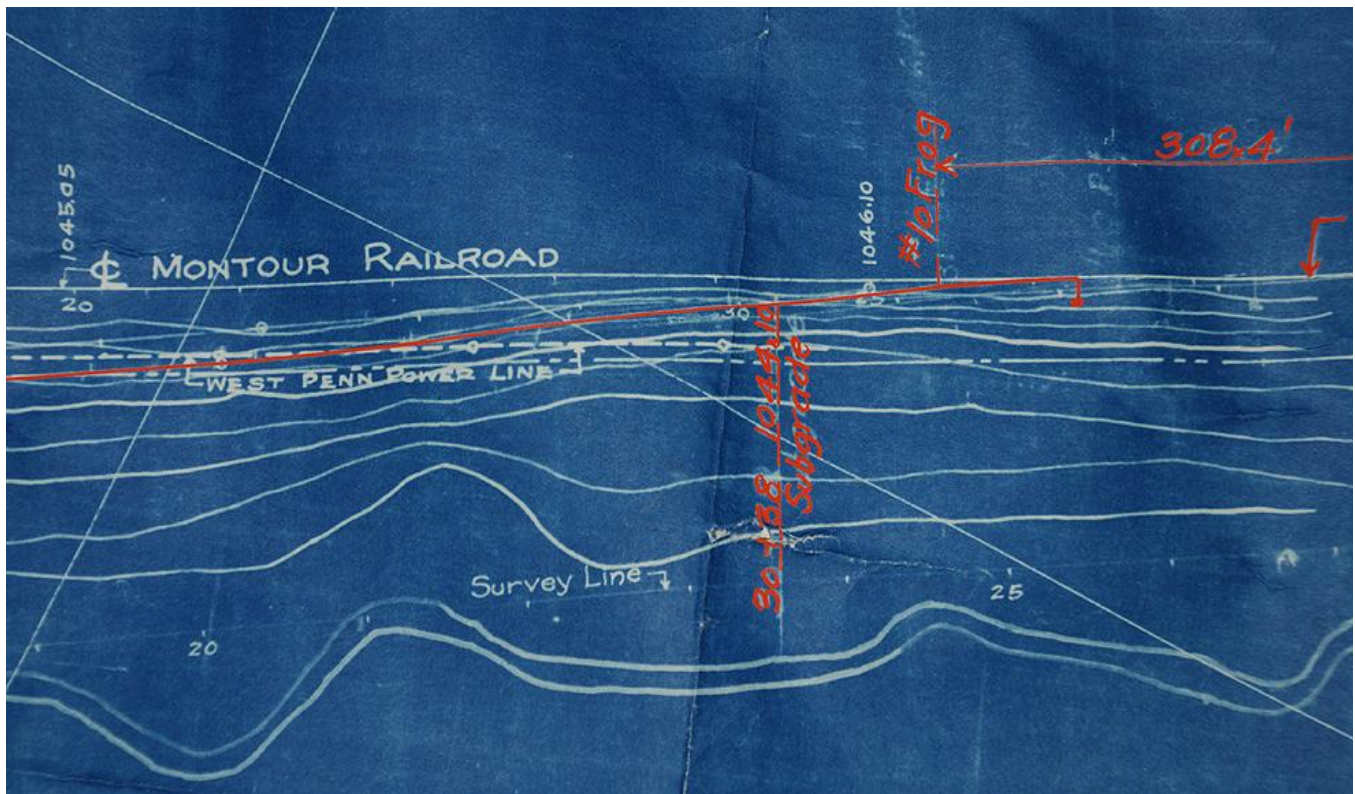 308.4'
#10 Frog
1045.05
1046.10
℄ MONTOUR RAILROAD
20
30
WEST PENN POWER LINE
30+38 1044.10
Subgrade
Survey Line
25
20